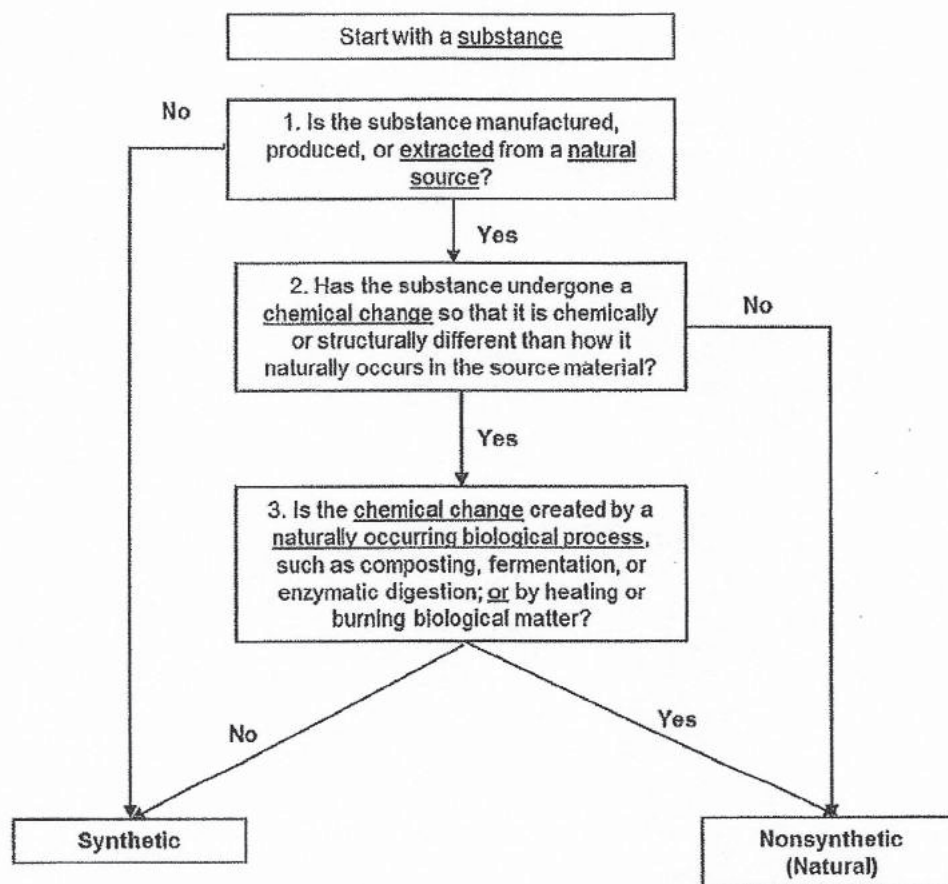 Start with a substance
No
1. Is the substance manufactured,
produced, or extracted from a natural
source?
Yes
2. Has the substance undergone a
chemical change so that it is chemically
or structurally different than how it
naturally occurs in the source material?
No
Yes
3. Is the chemical change created by a
naturally occurring biological process,
such as composting, fermentation, or
enzymatic digestion; or by heating or
burning biological matter?
No
Yes
Synthetic
Nonsynthetic
(Natural)